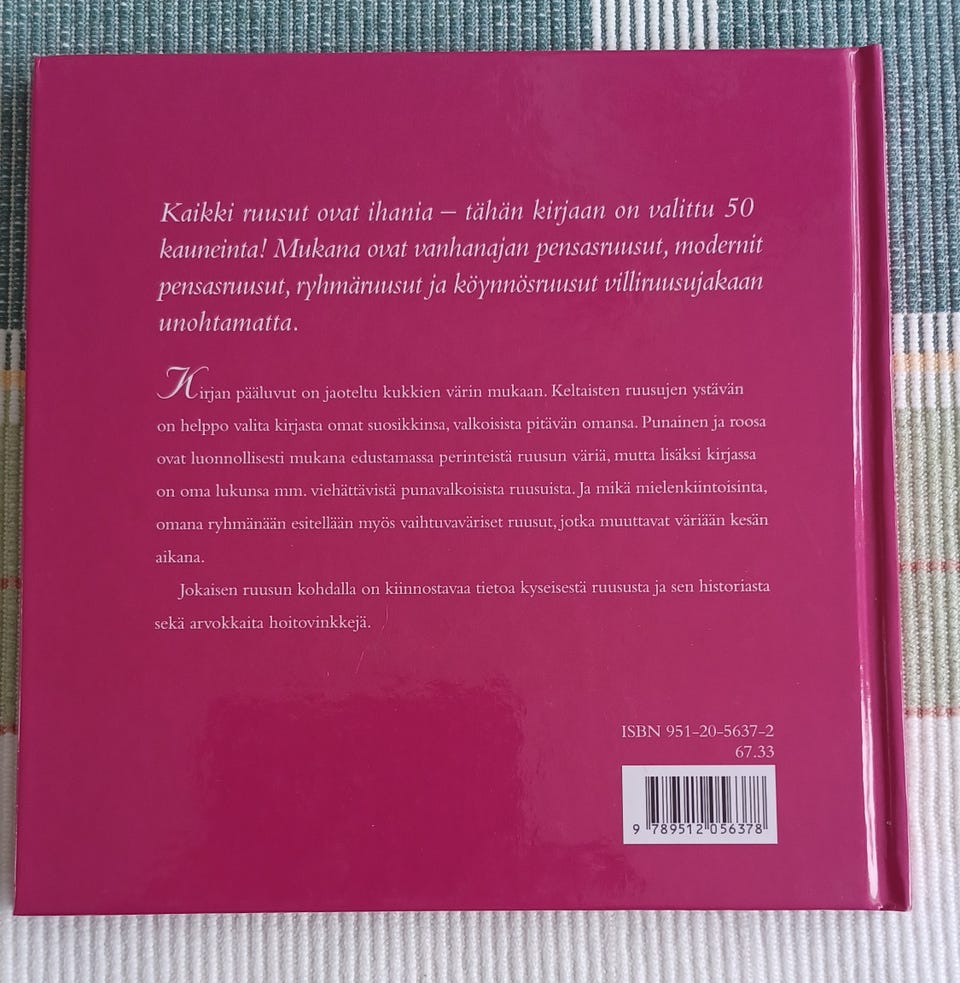 Kaikki ruusut ovat ihania – tähän kirjaan on valittu 50
kauneinta! Mukana ovat vanhanajan pensasruusut, modernit
pensasruusut, ryhmäruusut ja köynnösruusut villiruusujakaan
unohtamatta.
Kirjan pääluvut on jaoteltu kukkien värin mukaan. Keltaisten ruusujen ystävän
on helppo valita kirjasta omat suosikkinsa, valkoisista pitävän omansa. Punainen ja roosa
ovat luonnollisesti mukana edustamassa perinteistä ruusun väriä, mutta lisäksi kirjassa
on oma lukunsa mm. viehättävistä punavalkoisista ruusuista. Ja mikä mielenkiintoisinta,
omana ryhmänään esitellään myös vaihtuvaväriset ruusut, jotka muuttavat väriään kesän
aikana.
Jokaisen ruusun kohdalla on kiinnostavaa tietoa kyseisestä ruususta ja sen historiasta
sekä arvokkaita hoitovinkkejä.
ISBN 951-20-5637-2
67.33
9 789512 056378